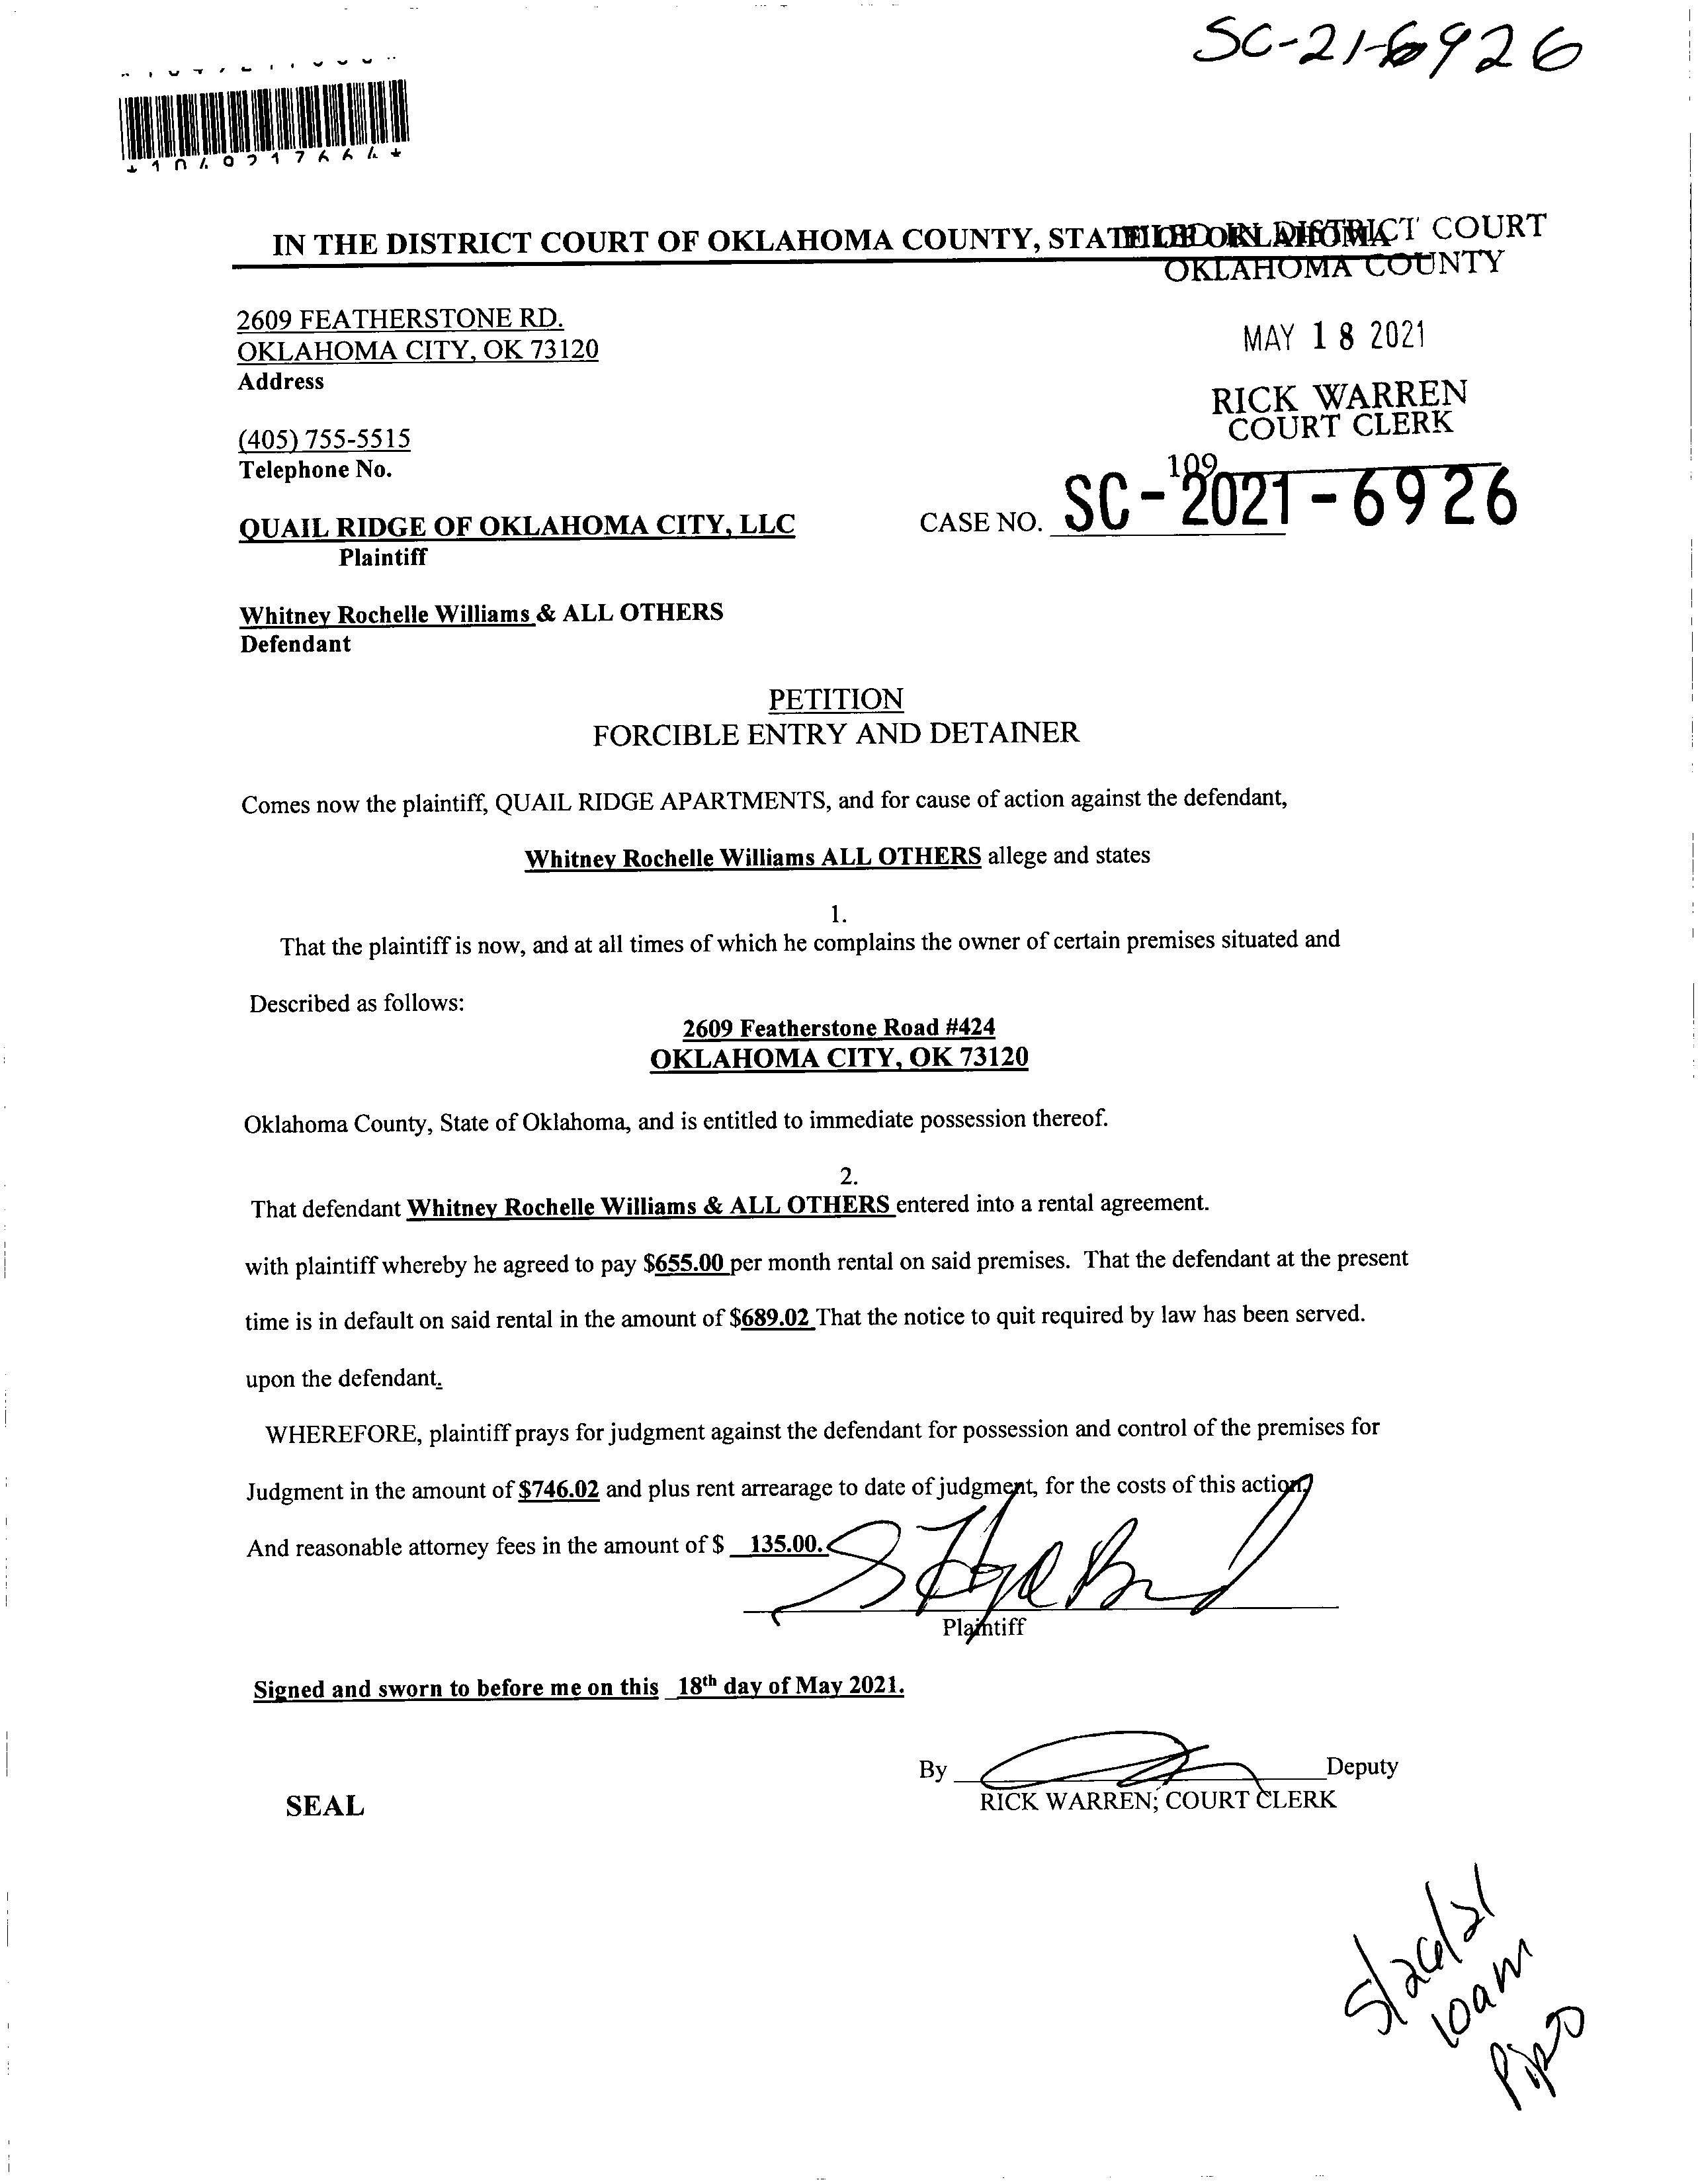 SC-21-6926
IN THE DISTRICT COURT OF OKLAHOMA COUNTY, STATE OF OKLAHOMA
FILED IN DISTRICT COURT
OKLAHOMA COUNTY
2609 FEATHERSTONE RD.
OKLAHOMA CITY, OK 73120
Address
MAY 18 2021
RICK WARREN
COURT CLERK
(405) 755-5515
Telephone No.
109
QUAIL RIDGE OF OKLAHOMA CITY, LLC
CASE NO. SC-2021-6926
Plaintiff
Whitney Rochelle Williams & ALL OTHERS
Defendant
PETITION
FORCIBLE ENTRY AND DETAINER
Comes now the plaintiff, QUAIL RIDGE APARTMENTS, and for cause of action against the defendant,
Whitney Rochelle Williams ALL OTHERS allege and states
1.
That the plaintiff is now, and at all times of which he complains the owner of certain premises situated and
Described as follows:
2609 Featherstone Road #424
OKLAHOMA CITY, OK 73120
Oklahoma County, State of Oklahoma, and is entitled to immediate possession thereof.
2.
That defendant Whitney Rochelle Williams & ALL OTHERS entered into a rental agreement.
with plaintiff whereby he agreed to pay $655.00 per month rental on said premises. That the defendant at the present
time is in default on said rental in the amount of $689.02 That the notice to quit required by law has been served.
upon the defendant.
WHEREFORE, plaintiff prays for judgment against the defendant for possession and control of the premises for
Judgment in the amount of $746.02 and plus rent arrearage to date of judgment, for the costs of this action,
And reasonable attorney fees in the amount of $ 135.00.
Plaintiff
Signed and sworn to before me on this 18th day of May 2021.
By Deputy
RICK WARREN; COURT CLERK
SEAL
5/26/21
10am